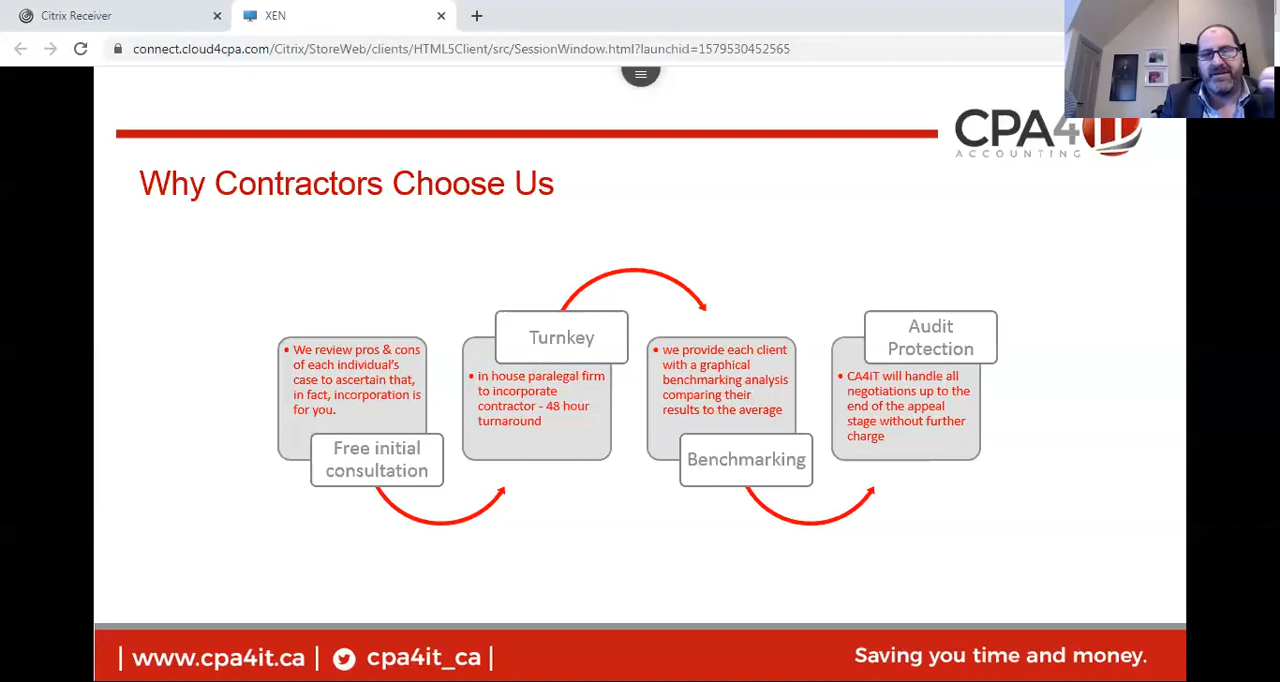 Citrix Receiver
XEN
connect.cloud4cpa.com/Citrix/StoreWeb/clients/HTML5Client/src/SessionWindow.html?launchid=1579530452565
CPA4iT
ACCOUNTING
Why Contractors Choose Us
• We review pros & cons
of each individual's
case to ascertain that,
in fact, incorporation is
for you.
Free initial
consultation
Turnkey
• in house paralegal firm
to incorporate
contractor - 48 hour
turnaround
• we provide each client
with a graphical
benchmarking analysis
comparing their
results to the average
Benchmarking
Audit
Protection
• CA4iT will handle all
negotiations up to the
end of the appeal
stage without further
charge
| www.cpa4it.ca | cpa4it_ca |
Saving you time and money.